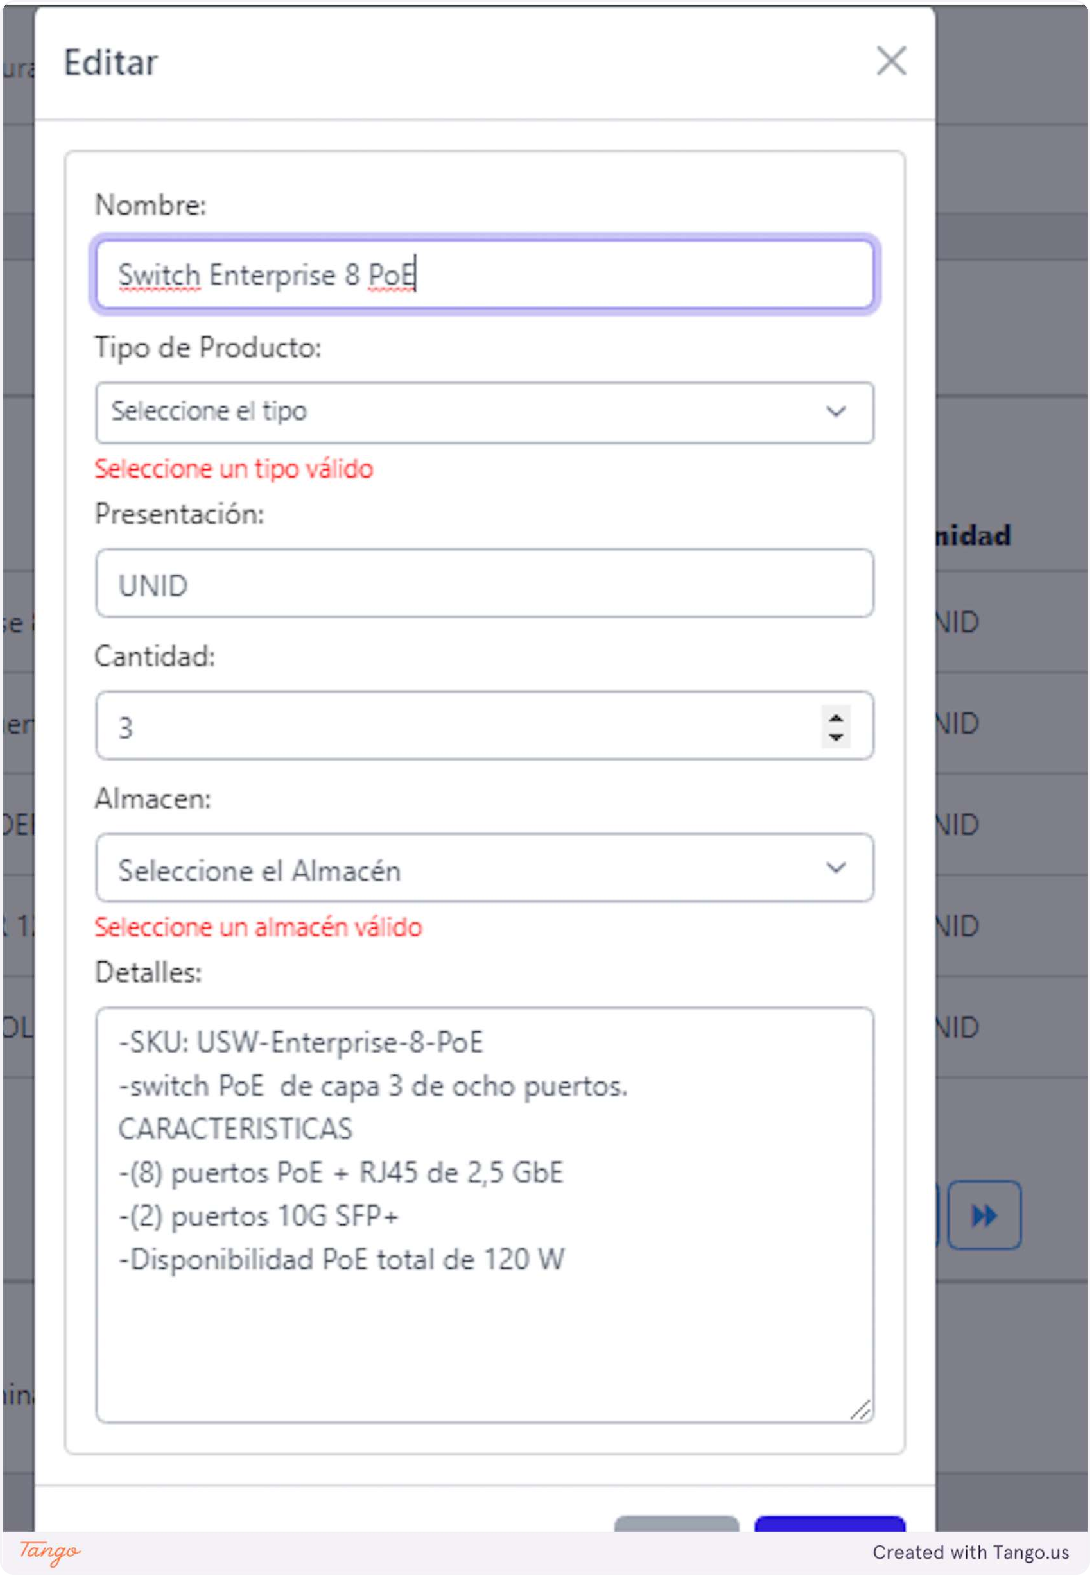 Editar
Nombre:
Switch Enterprise 8 PoE
Tipo de Producto:
Seleccione el tipo
Seleccione un tipo válido
Presentación:
UNID
Cantidad:
3
Almacen:
Seleccione el Almacén
Seleccione un almacén válido
Detalles:
-SKU: USW-Enterprise-8-PoE
-switch PoE  de capa 3 de ocho puertos.
CARACTERISTICAS
-(8) puertos PoE + RJ45 de 2,5 GbE
-(2) puertos 10G SFP+
-Disponibilidad PoE total de 120 W
nidad
NID
NID
NID
NID
NID
Tango
Created with Tango.us